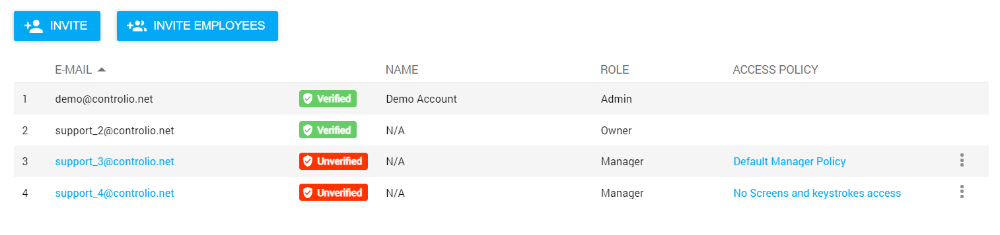 INVITE INVITE EMPLOYEES
E-MAIL NAME ROLE ACCESS POLICY
1 demo@controlio.net Verified Demo Account Admin
2 support_2@controlio.net Verified N/A Owner
3 support_3@controlio.net Unverified N/A Manager Default Manager Policy
4 support_4@controlio.net Unverified N/A Manager No Screens and keystrokes access